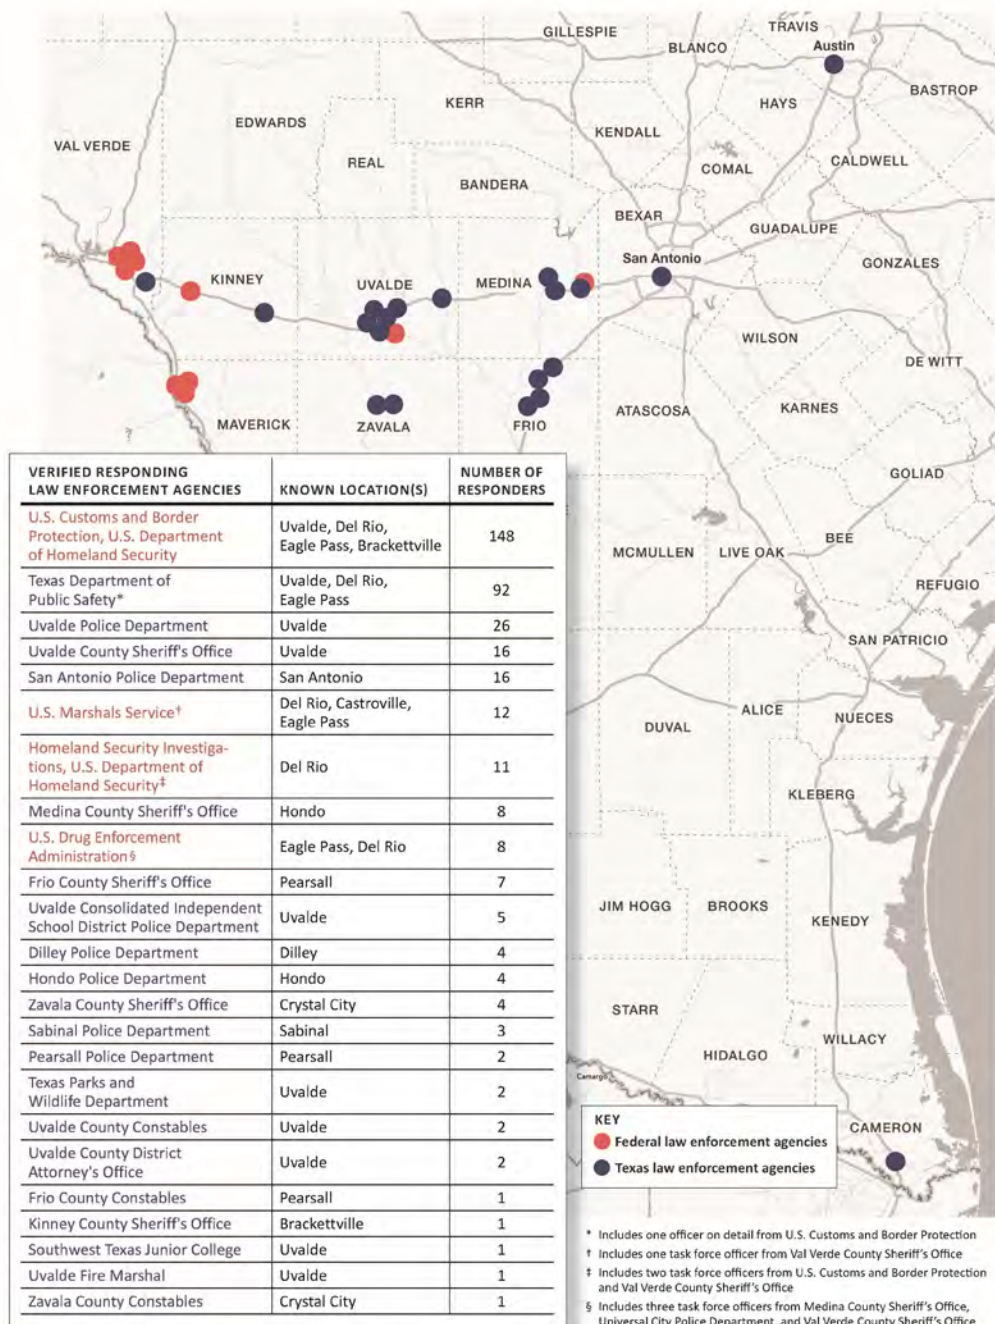 GILLESPIE
TRAVIS
Austin
BLANCO
BASTROP
KERR
HAYS
EDWARDS
KENDALL
VAL VERDE
REAL
CALDWELL
COMAL
BANDERA
BEXAR
GUADALUPE
San Antonio
GONZALES
KINNEY
UVALDE
MEDINA
WILSON
DE WITT
ATASCOSA
KARNES
MAVERICK
ZAVALA
FRIO
GOLIAD
MCMULLEN
LIVE OAK
BEE
REFUGIO
SAN PATRICIO
ALICE
NUECES
DUVAL
KLEBERG
JIM HOGG
BROOKS
KENEDY
STARR
WILLACY
HIDALGO
Camargo
CAMERON
VERIFIED RESPONDING
LAW ENFORCEMENT AGENCIES
KNOWN LOCATION(S)
NUMBER OF
RESPONDERS
U.S. Customs and Border
Protection, U.S. Department
of Homeland Security
Uvalde, Del Rio,
Eagle Pass, Brackettville
148
Texas Department of
Public Safety*
Uvalde, Del Rio,
Eagle Pass
92
Uvalde Police Department
Uvalde
26
Uvalde County Sheriff's Office
Uvalde
16
San Antonio Police Department
San Antonio
16
U.S. Marshals Service†
Del Rio, Castroville,
Eagle Pass
12
Homeland Security Investiga-
tions, U.S. Department of
Homeland Security‡
Del Rio
11
Medina County Sheriff's Office
Hondo
8
U.S. Drug Enforcement
Administration§
Eagle Pass, Del Rio
8
Frio County Sheriff's Office
Pearsall
7
Uvalde Consolidated Independent
School District Police Department
Uvalde
5
Dilley Police Department
Dilley
4
Hondo Police Department
Hondo
4
Zavala County Sheriff's Office
Crystal City
4
Sabinal Police Department
Sabinal
3
Pearsall Police Department
Pearsall
2
Texas Parks and
Wildlife Department
Uvalde
2
Uvalde County Constables
Uvalde
2
Uvalde County District
Attorney's Office
Uvalde
2
Frio County Constables
Pearsall
1
Kinney County Sheriff's Office
Brackettville
1
Southwest Texas Junior College
Uvalde
1
Uvalde Fire Marshal
Uvalde
1
Zavala County Constables
Crystal City
1
KEY
Federal law enforcement agencies
Texas law enforcement agencies
* Includes one officer on detail from U.S. Customs and Border Protection
† Includes one task force officer from Val Verde County Sheriff's Office
‡ Includes two task force officers from U.S. Customs and Border Protection
and Val Verde County Sheriff's Office
§ Includes three task force officers from Medina County Sheriff's Office,
Universal City Police Department, and Val Verde County Sheriff's Office